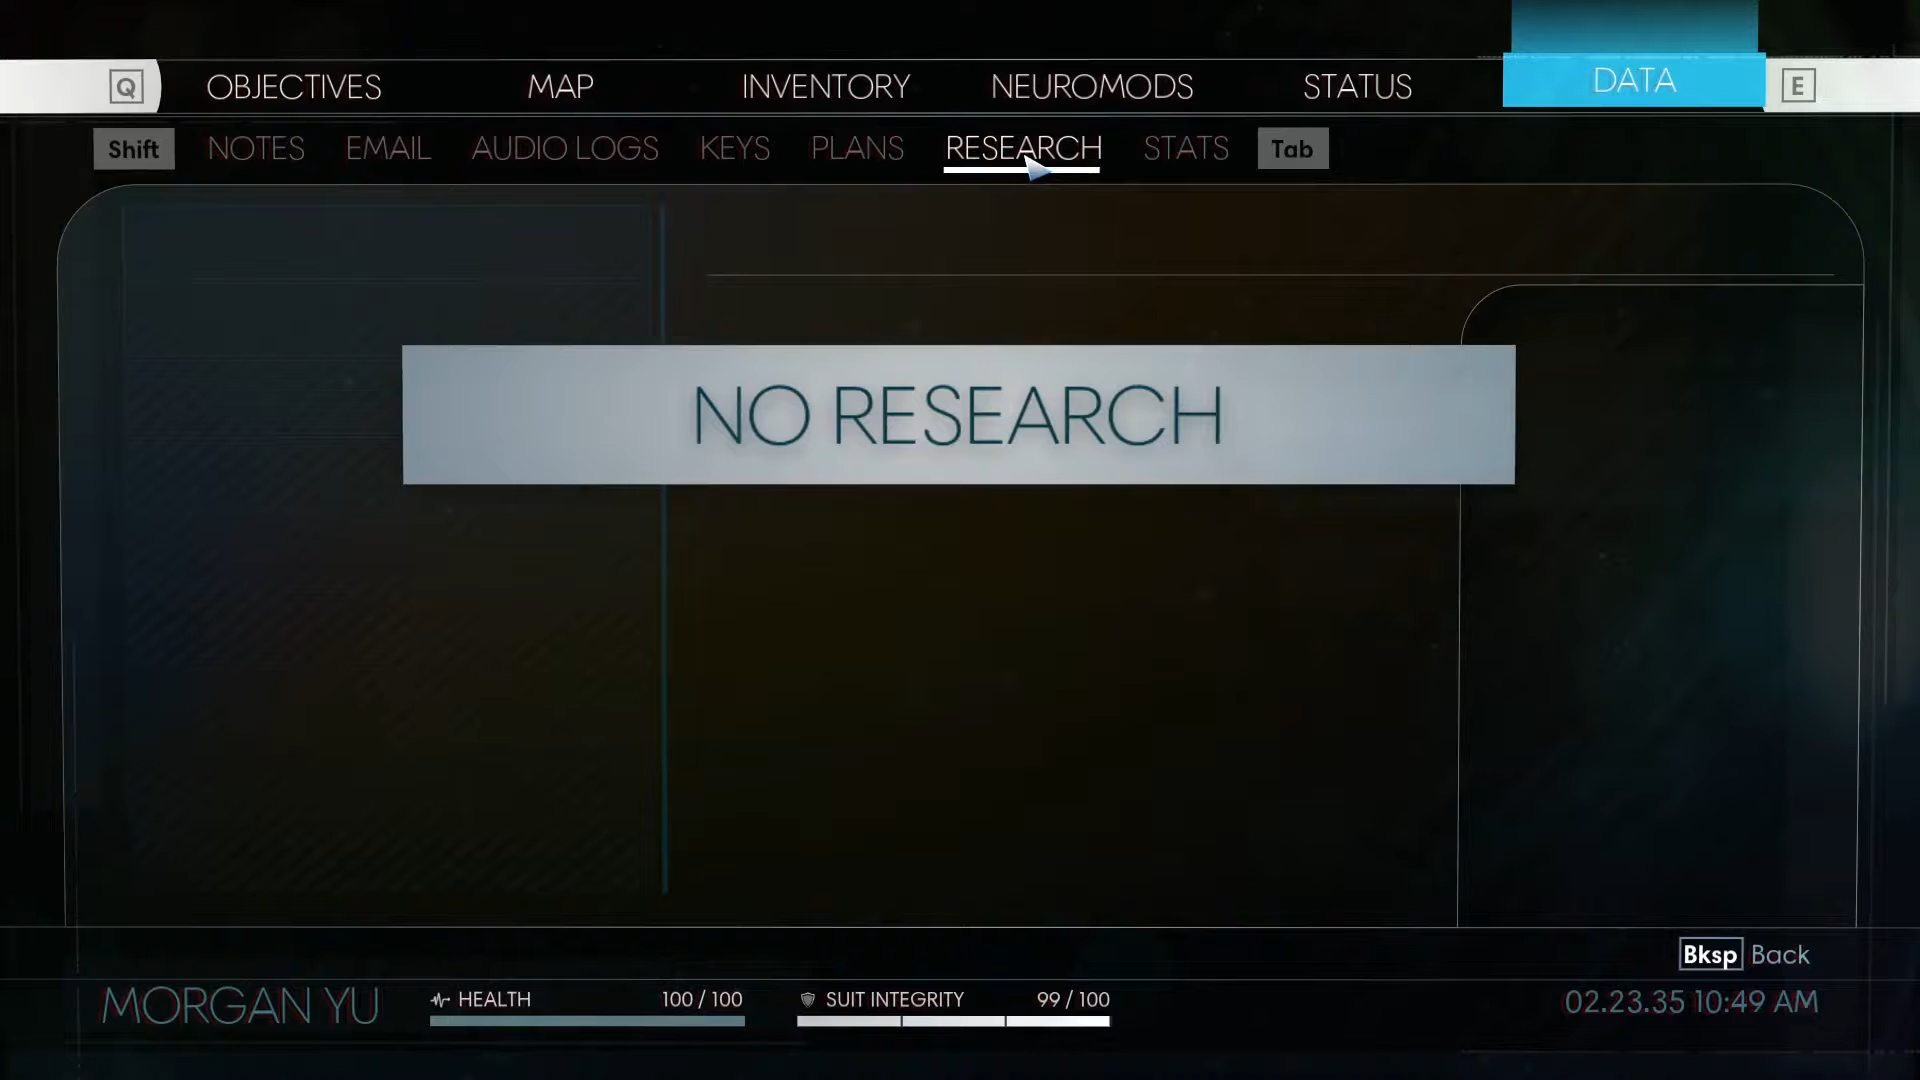 Q OBJECTIVES MAP INVENTORY NEUROMODS STATUS DATA E
Shift NOTES EMAIL AUDIO LOGS KEYS PLANS RESEARCH STATS Tab
NO RESEARCH
Bksp Back
MORGAN YU HEALTH 100 / 100 SUIT INTEGRITY 99 / 100 02.23.35 10:49 AM